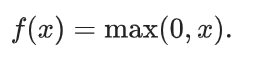 f(x) = max(0, x).